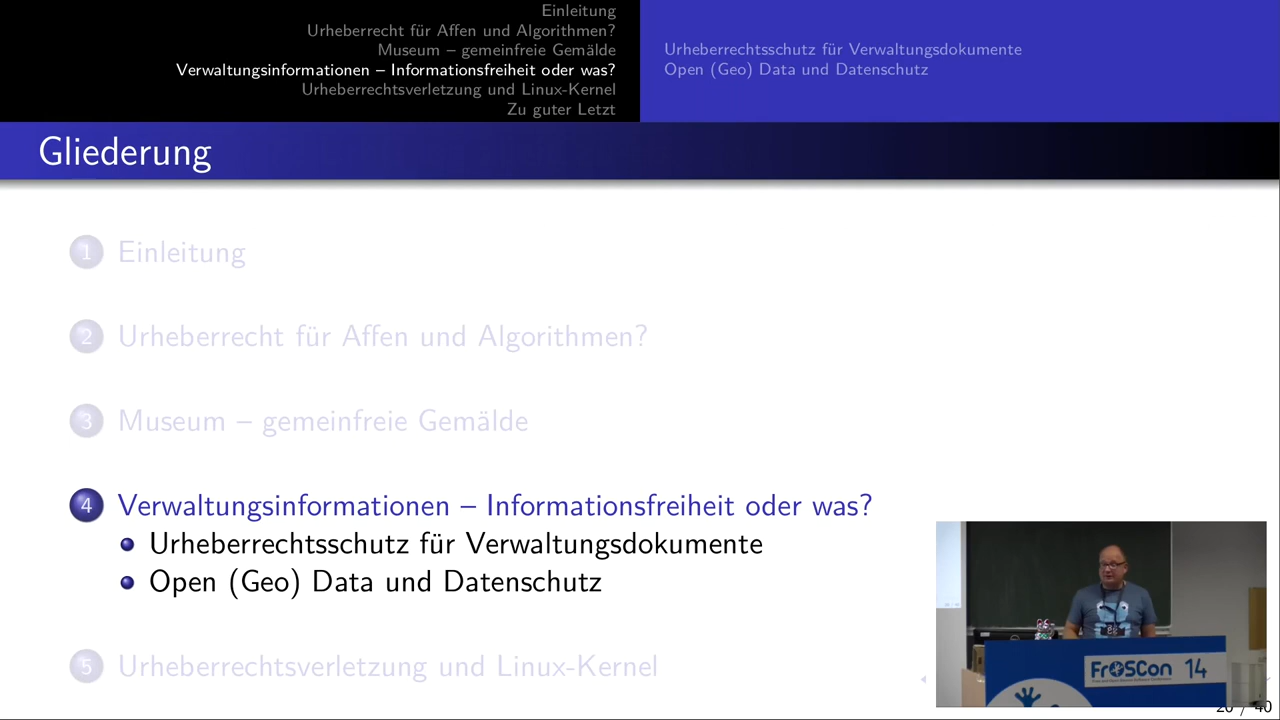 Einleitung
Urheberrecht für Affen und Algorithmen?
Museum – gemeinfreie Gemälde
Verwaltungsinformationen – Informationsfreiheit oder was?
Urheberrechtsverletzung und Linux-Kernel
Zu guter Letzt
Urheberrechtsschutz für Verwaltungsdokumente
Open (Geo) Data und Datenschutz
Gliederung
1 Einleitung
2 Urheberrecht für Affen und Algorithmen?
3 Museum – gemeinfreie Gemälde
4 Verwaltungsinformationen – Informationsfreiheit oder was?
Urheberrechtsschutz für Verwaltungsdokumente
Open (Geo) Data und Datenschutz
5 Urheberrechtsverletzung und Linux-Kernel
FrOSCon 14
20 / 40